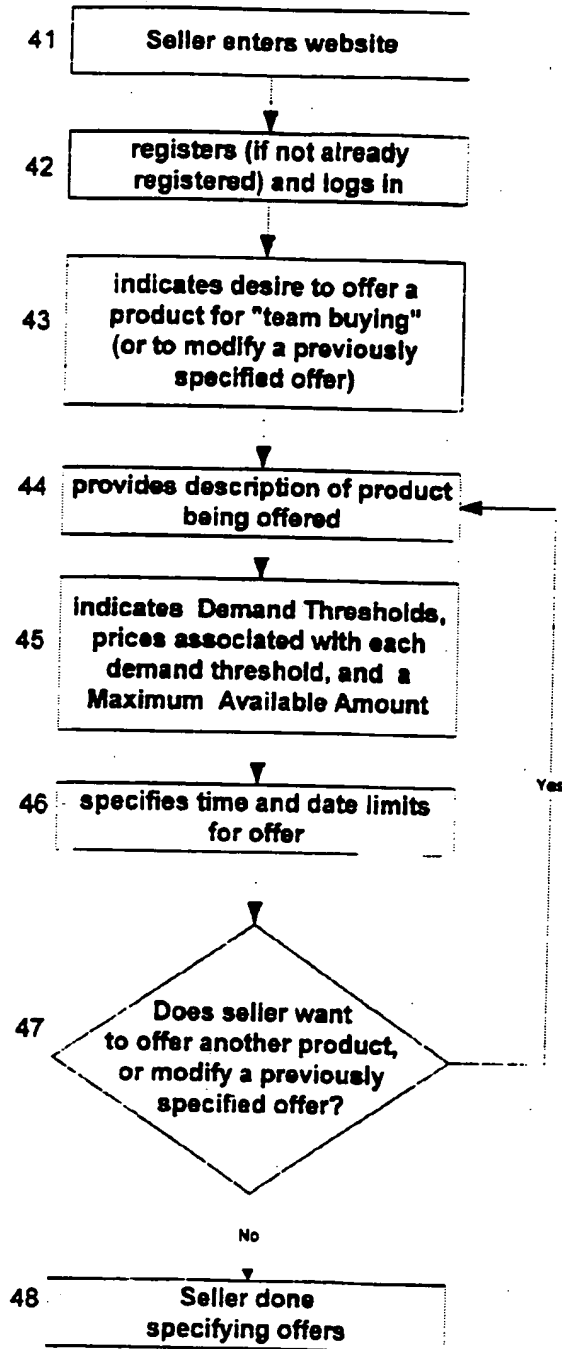 41 Seller enters website
42 registers (if not already
registered) and logs in
43 indicates desire to offer a
product for "team buying"
(or to modify a previously
specified offer)
44 provides description of product
being offered
45 indicates Demand Thresholds,
prices associated with each
demand threshold, and a
Maximum Available Amount
46 specifies time and date limits
for offer
Yes
47 Does seller want
to offer another product,
or modify a previously
specified offer?
No
48 Seller done
specifying offers